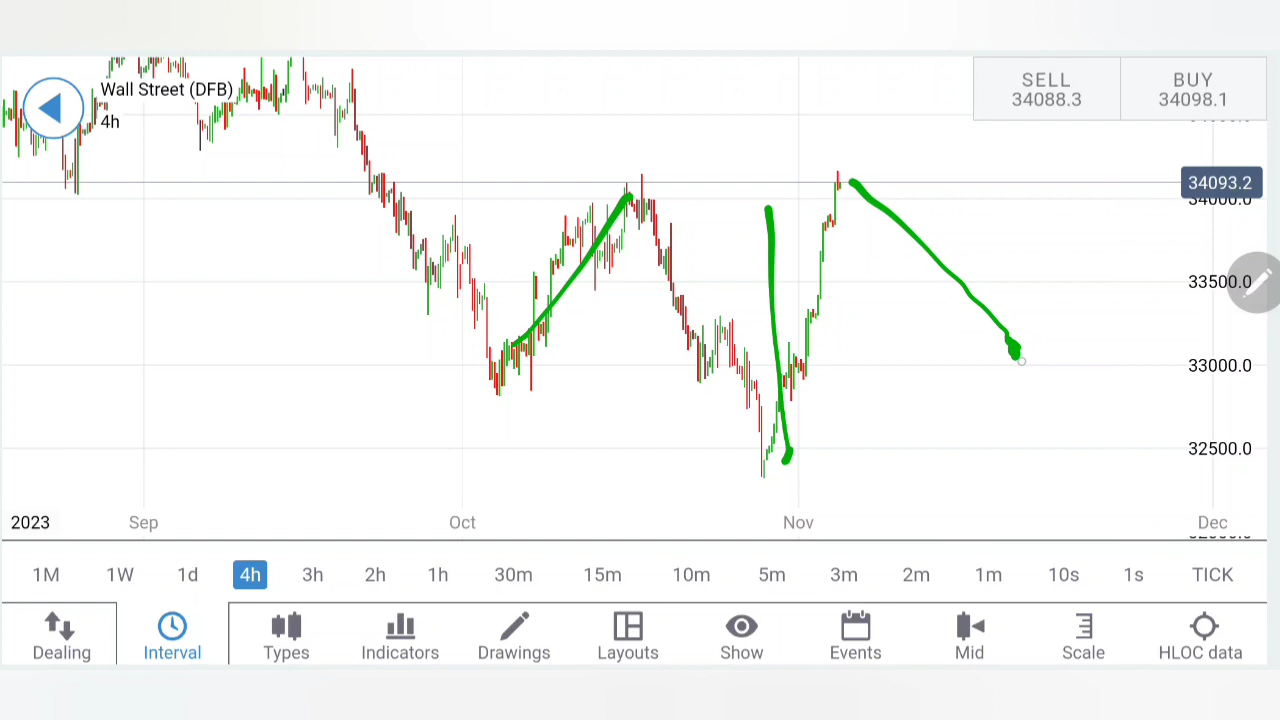 Wall Street (DFB)
4h
SELL
34088.3
BUY
34098.1
34093.2
34000.0
33500.0
33000.0
32500.0
2023 Sep Oct Nov Dec
1M 1W 1d 4h 3h 2h 1h 30m 15m 10m 5m 3m 2m 1m 10s 1s TICK
Dealing Interval Types Indicators Drawings Layouts Show Events Mid Scale HLOC data